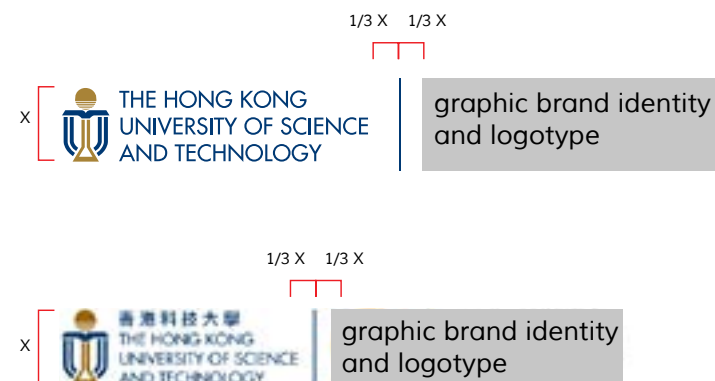 1/3 X 1/3 X
X
THE HONG KONG
UNIVERSITY OF SCIENCE
AND TECHNOLOGY
graphic brand identity
and logotype
1/3 X 1/3 X
X
香港科技大學
THE HONG KONG
UNIVERSITY OF SCIENCE
AND TECHNOLOGY
graphic brand identity
and logotype